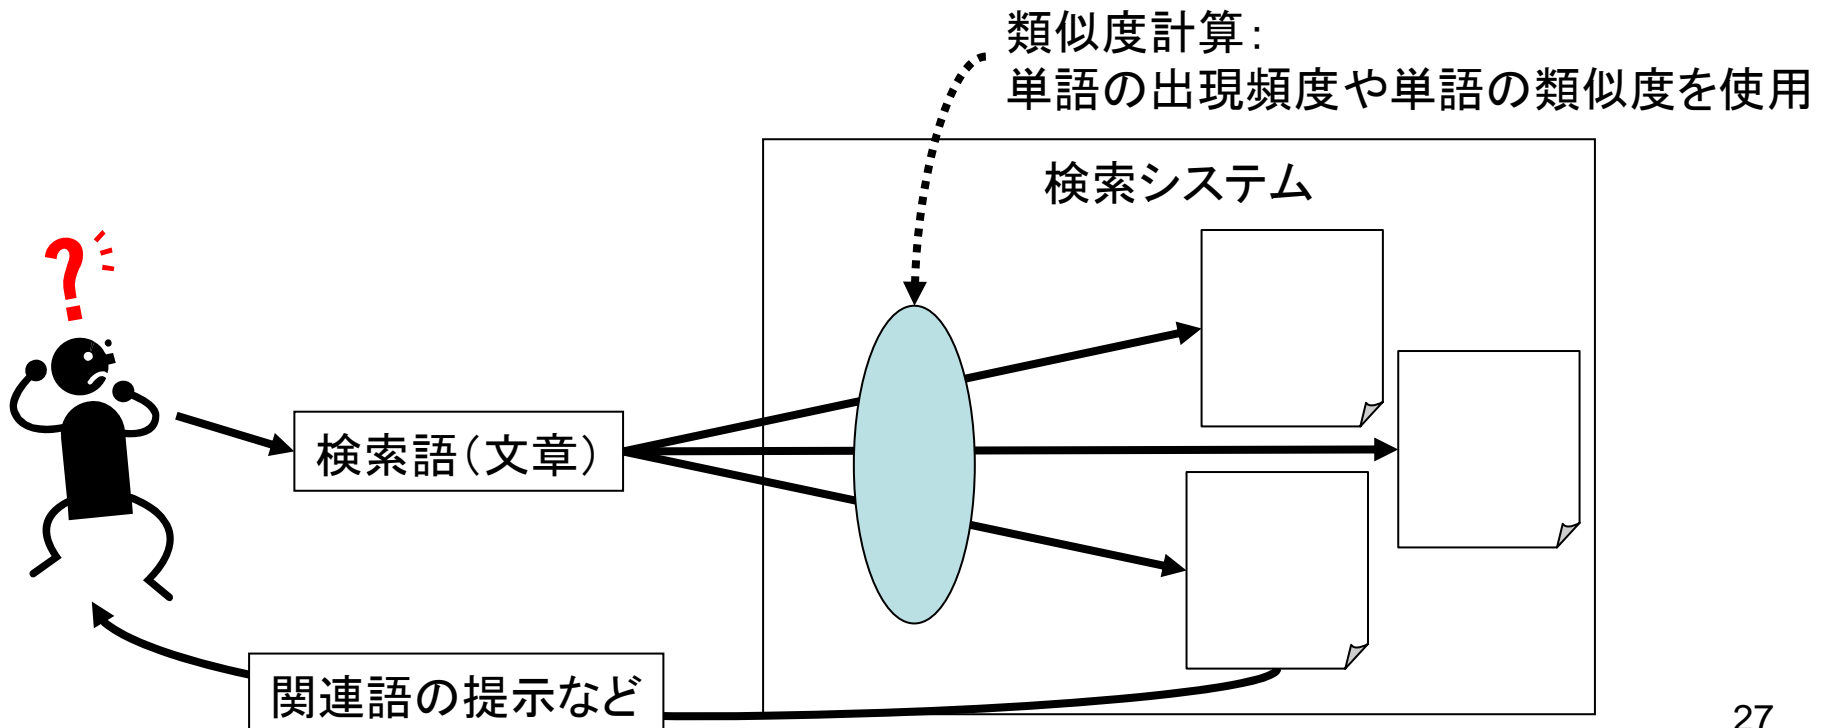 類似度計算：
単語の出現頻度や単語の類似度を使用
検索システム
?
検索語（文章）
関連語の提示など
27